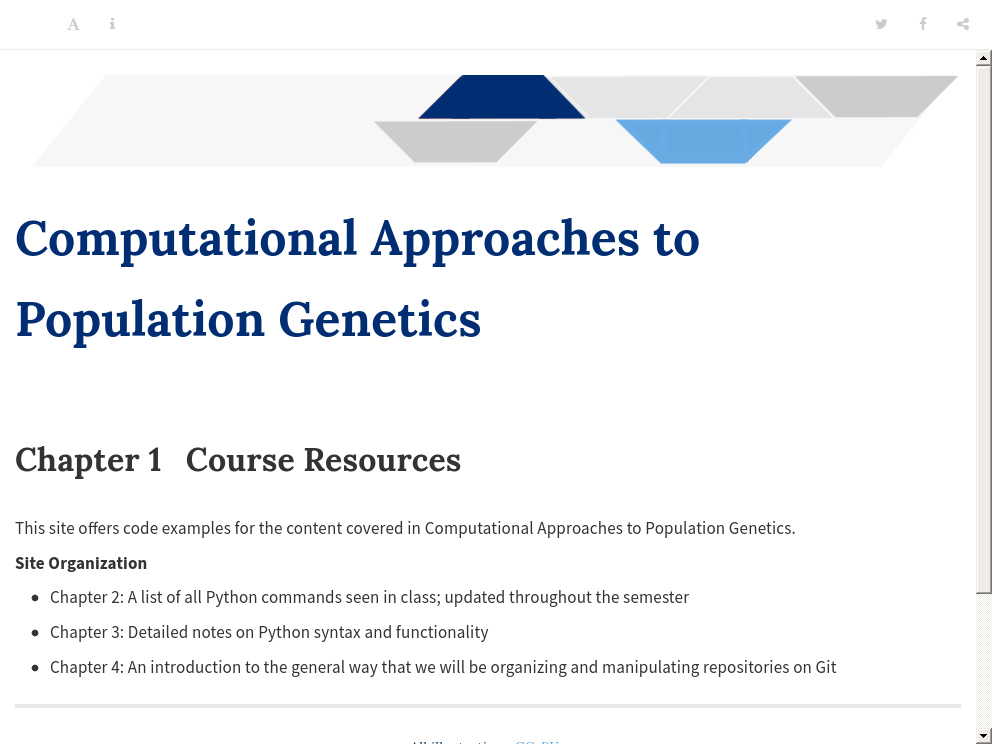 A i
Computational Approaches to
Population Genetics
Chapter 1 Course Resources
This site offers code examples for the content covered in Computational Approaches to Population Genetics.
Site Organization
• Chapter 2: A list of all Python commands seen in class; updated throughout the semester
• Chapter 3: Detailed notes on Python syntax and functionality
• Chapter 4: An introduction to the general way that we will be organizing and manipulating repositories on Git